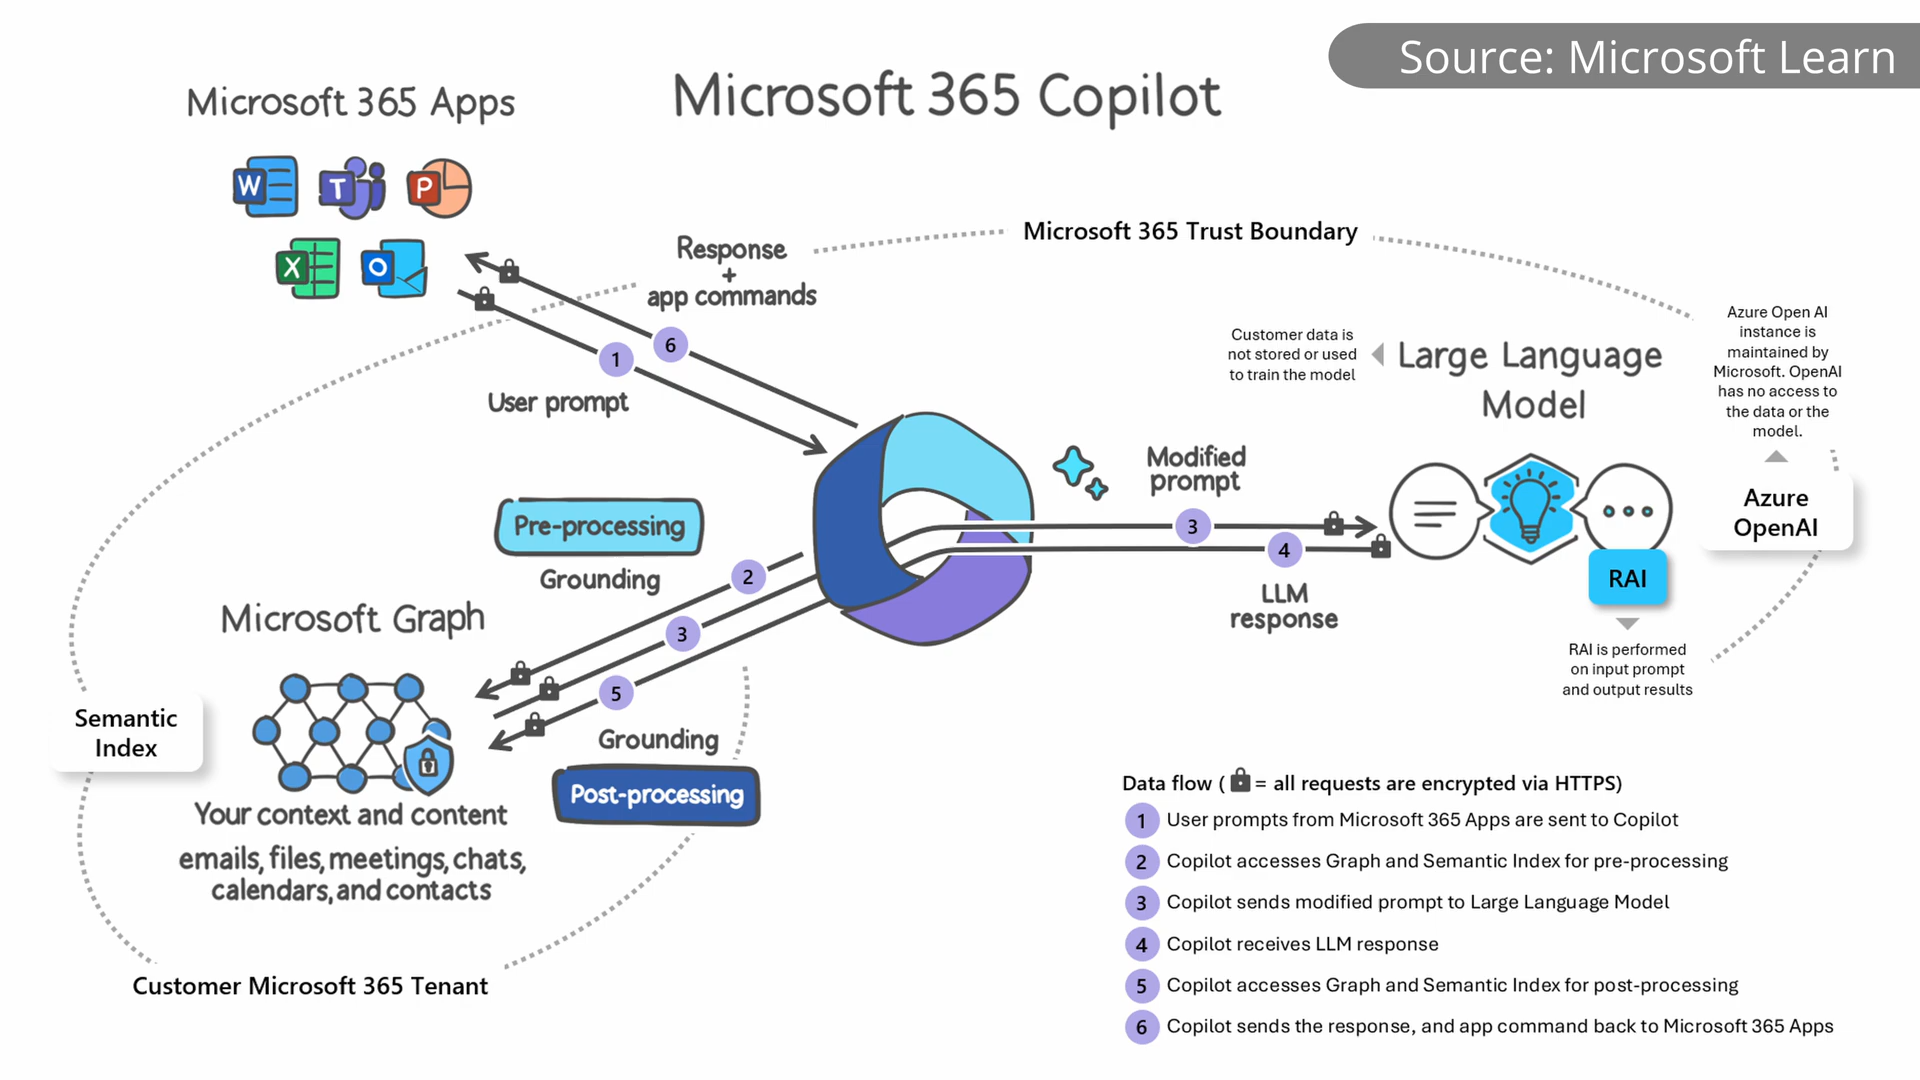 Source: Microsoft Learn
Microsoft 365 Copilot
Microsoft 365 Apps
W
T
P
X
O
Response
+
app commands
6
1
User prompt
Microsoft 365 Trust Boundary
Customer data is
not stored or used
to train the model
Large Language
Model
Azure Open AI
instance is
maintained by
Microsoft. OpenAI
has no access to
the data or the
model.
Azure
OpenAI
Modified
prompt
3
4
LLM
response
RAI
RAI is performed
on input prompt
and output results
Pre-processing
Grounding
2
3
5
Grounding
Post-processing
Microsoft Graph
Semantic
Index
Your context and content
emails, files, meetings, chats,
calendars, and contacts
Customer Microsoft 365 Tenant
Data flow ( = all requests are encrypted via HTTPS)
1 User prompts from Microsoft 365 Apps are sent to Copilot
2 Copilot accesses Graph and Semantic Index for pre-processing
3 Copilot sends modified prompt to Large Language Model
4 Copilot receives LLM response
5 Copilot accesses Graph and Semantic Index for post-processing
6 Copilot sends the response, and app command back to Microsoft 365 Apps